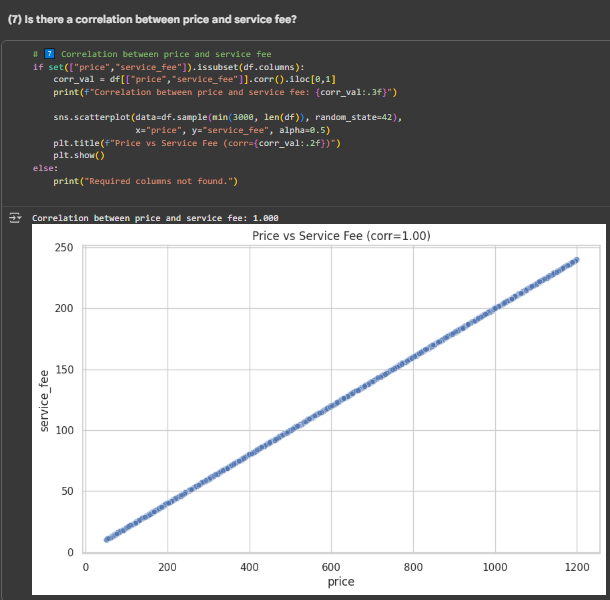 (7) Is there a correlation between price and service fee?
# 7 Correlation between price and service fee
if set(["price","service_fee"]).issubset(df.columns):
    corr_val = df[["price","service_fee"]].corr().iloc[0,1]
    print(f"Correlation between price and service fee: {corr_val:.3f}")
    sns.scatterplot(data=df.sample(min(3000, len(df)), random_state=42),
                    x="price", y="service_fee", alpha=0.5)
    plt.title(f"Price vs Service Fee (corr={corr_val:.2f})")
    plt.show()
else:
    print("Required columns not found.")
Correlation between price and service fee: 1.000
Price vs Service Fee (corr=1.00)
250
200
150
100
50
0
service_fee
0 200 400 600 800 1000 1200
price